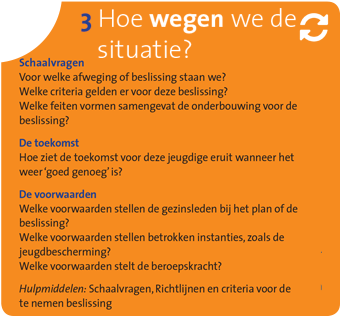 3 Hoe wegen we de
situatie?
Schaalvragen
Voor welke afweging of beslissing staan we?
Welke criteria gelden er voor deze beslissing?
Welke feiten vormen samengevat de onderbouwing voor de
beslissing?
De toekomst
Hoe ziet de toekomst voor deze jeugdige eruit wanneer het
weer 'goed genoeg' is?
De voorwaarden
Welke voorwaarden stellen de gezinsleden bij het plan of de
beslissing?
Welke voorwaarden stellen betrokken instanties, zoals de
jeugdbescherming?
Welke voorwaarden stelt de beroepskracht?
Hulpmiddelen: Schaalvragen, Richtlijnen en criteria voor de
te nemen beslissing